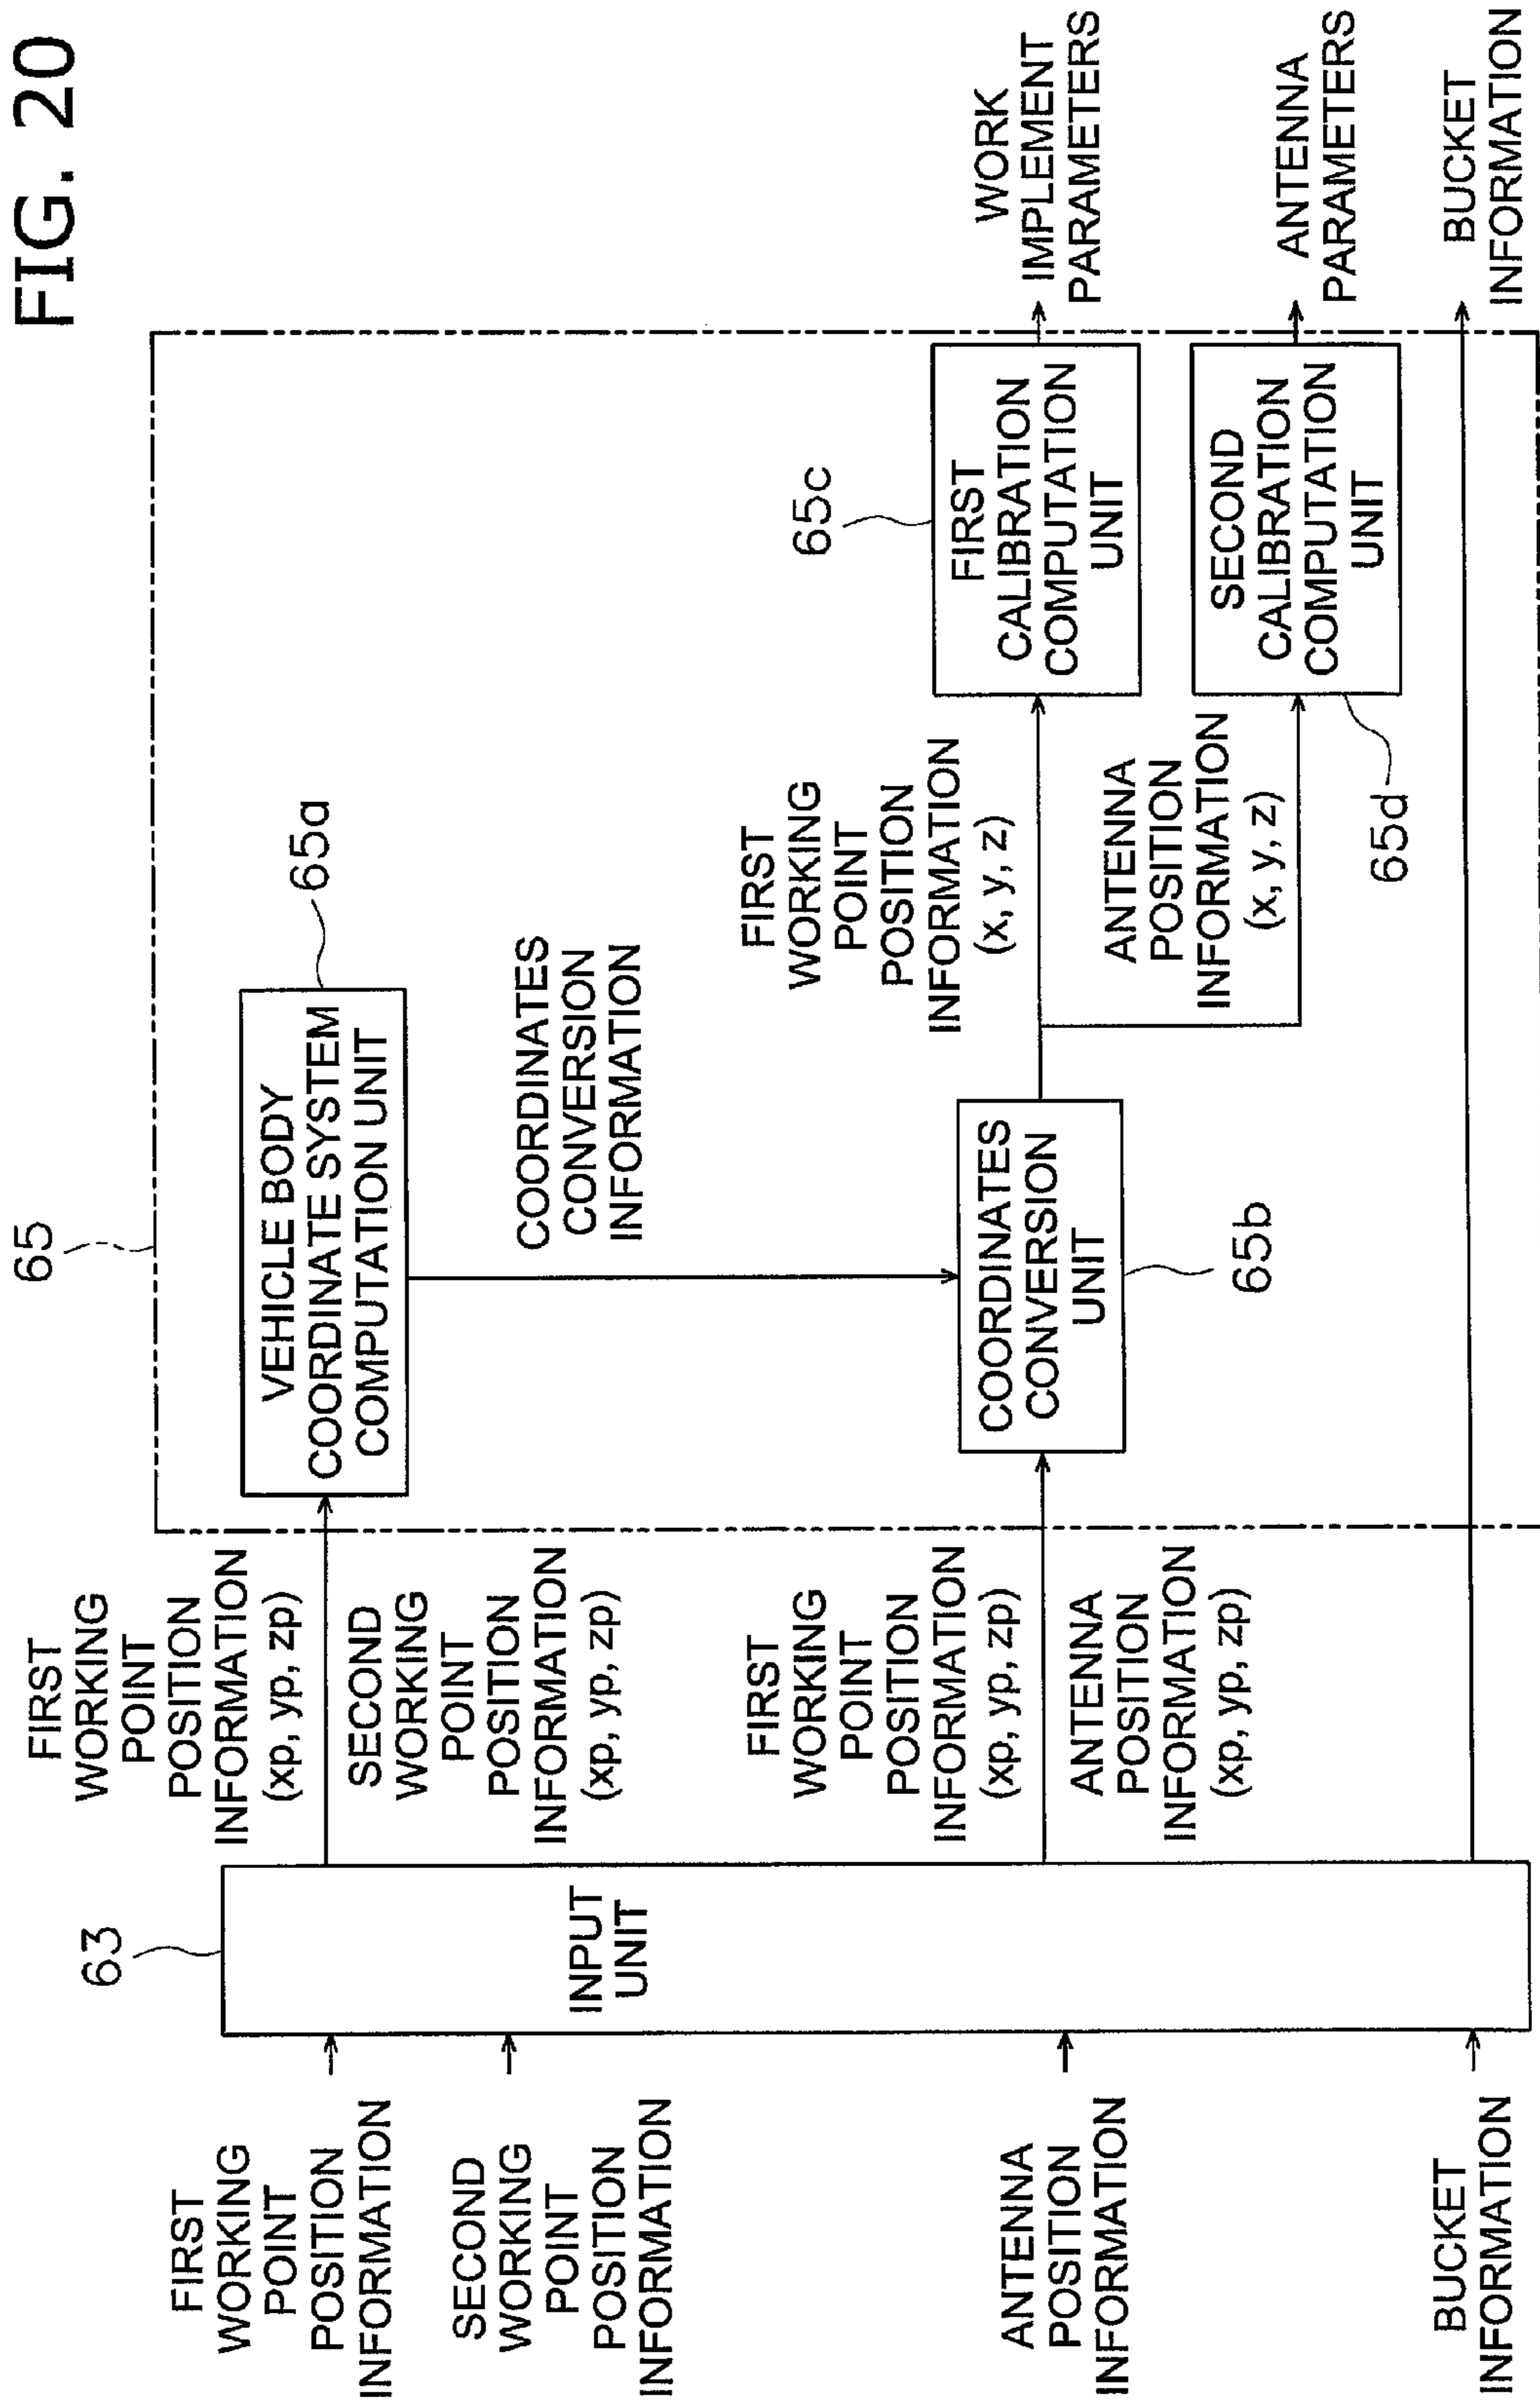 FIG. 20
65
63
FIRST
WORKING
POINT
POSITION
INFORMATION
SECOND
WORKING
POINT
POSITION
INFORMATION
ANTENNA
POSITION
INFORMATION
BUCKET
INFORMATION
INPUT
UNIT
FIRST
WORKING
POINT
POSITION
INFORMATION
(xp, yp, zp)
SECOND
WORKING
POINT
POSITION
INFORMATION
(xp, yp, zp)
FIRST
WORKING
POINT
POSITION
INFORMATION
(xp, yp, zp)
ANTENNA
POSITION
INFORMATION
(xp, yp, zp)
VEHICLE BODY
COORDINATE SYSTEM
COMPUTATION UNIT
65a
COORDINATES
CONVERSION
INFORMATION
COORDINATES
CONVERSION
UNIT
65b
FIRST
WORKING
POINT
POSITION
INFORMATION
(x, y, z)
ANTENNA
POSITION
INFORMATION
(x, y, z)
65c
FIRST
CALIBRATION
COMPUTATION
UNIT
SECOND
CALIBRATION
COMPUTATION
UNIT
65d
WORK
IMPLEMENT
PARAMETERS
ANTENNA
PARAMETERS
BUCKET
INFORMATION